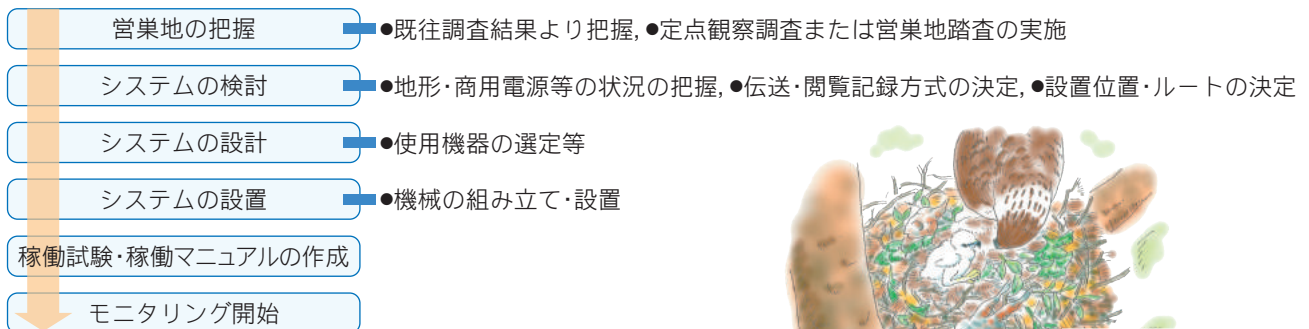 営巣地の把握 ●既往調査結果より把握,●定点観察調査または営巣地踏査の実施
システムの検討 ●地形･商用電源等の状況の把握,●伝送･閲覧記録方式の決定,●設置位置･ルートの決定
システムの設計 ●使用機器の選定等
システムの設置 ●機械の組み立て･設置
稼働試験･稼働マニュアルの作成
モニタリング開始